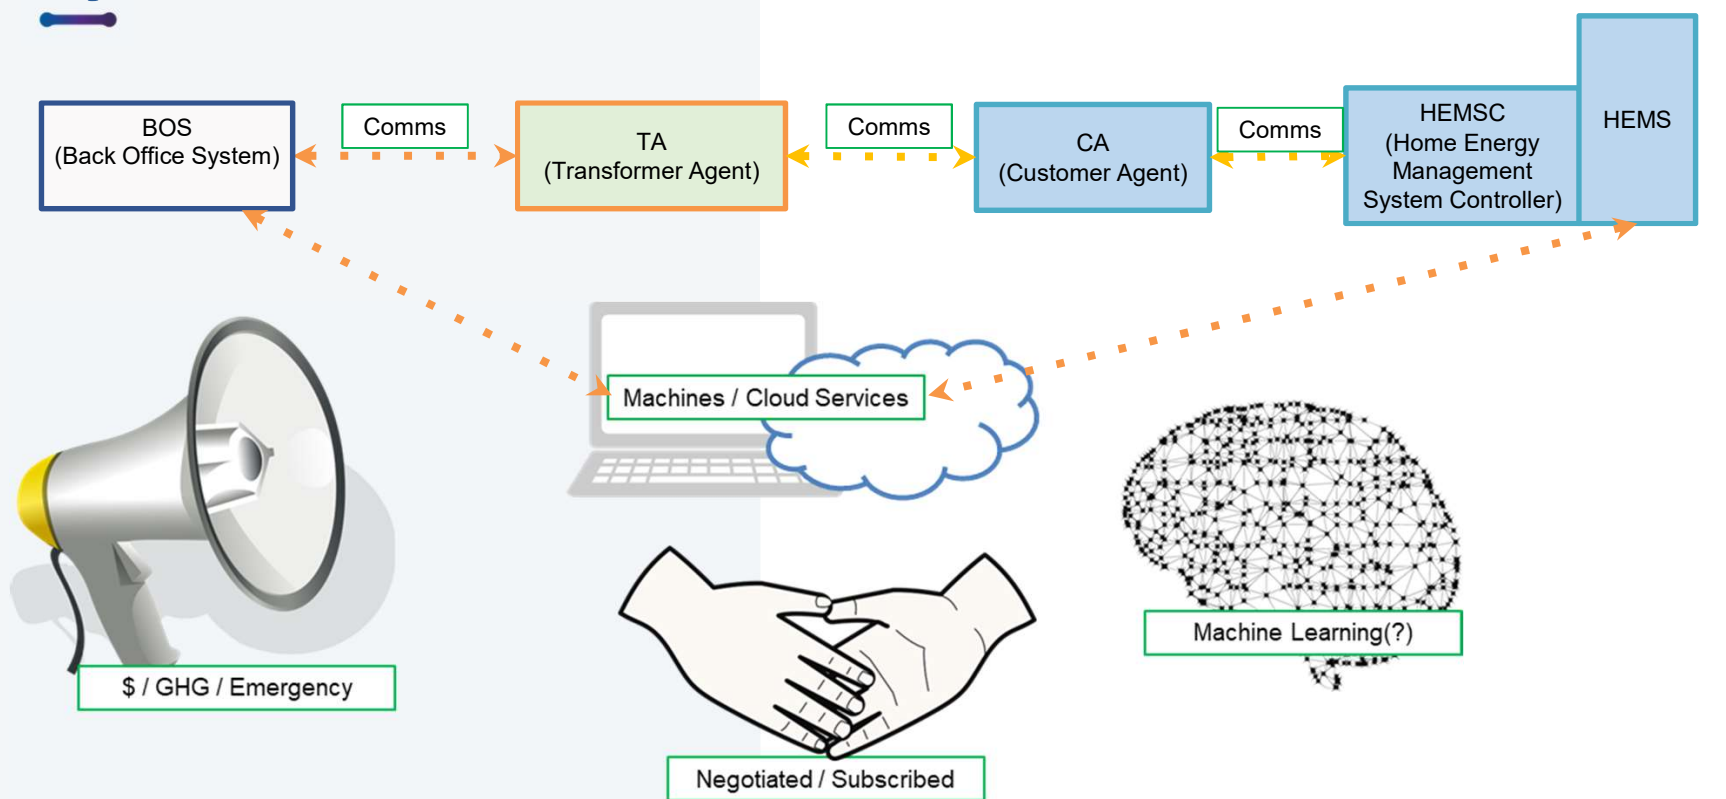 BOS
(Back Office System)
Comms
TA
(Transformer Agent)
Comms
CA
(Customer Agent)
Comms
HEMSC
(Home Energy
Management
System Controller)
HEMS
Machines / Cloud Services
$ / GHG / Emergency
Negotiated / Subscribed
Machine Learning(?)